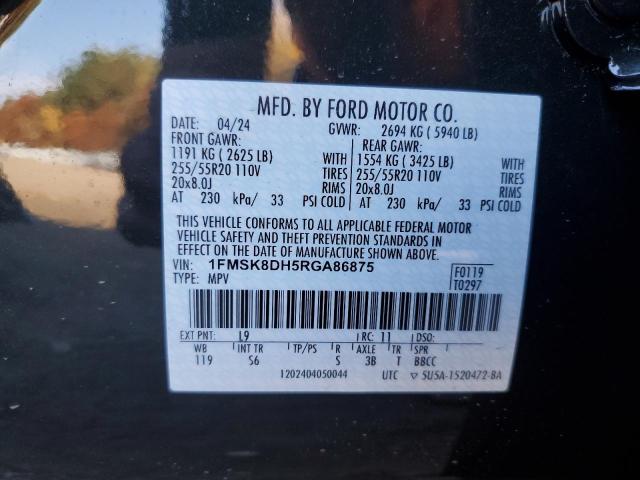 MFD. BY FORD MOTOR CO.
DATE: 04/24 GVWR: 2694 KG ( 5940 LB)
FRONT GAWR: REAR GAWR:
1191 KG ( 2625 LB) WITH 1554 KG ( 3425 LB) WITH
255/55R20 110V TIRES 255/55R20 110V TIRES
20x8.0J RIMS 20x8.0J RIMS
AT 230 kPa/ 33 PSI COLD AT 230 kPa/ 33 PSI COLD
THIS VEHICLE CONFORMS TO ALL APPLICABLE FEDERAL MOTOR
VEHICLE SAFETY AND THEFT PREVENTION STANDARDS IN
EFFECT ON THE DATE OF MANUFACTURE SHOWN ABOVE.
VIN: 1FMSK8DH5RGA86875 F0119
TYPE: MPV T0297
EXT PNT: L9 RC: 11 DSO:
WB INT TR TP/PS R AXLE TR SPR
119 S6 S 3B T BBCC
1202404050044 UTC ▽ 5U5A-1520472-BA